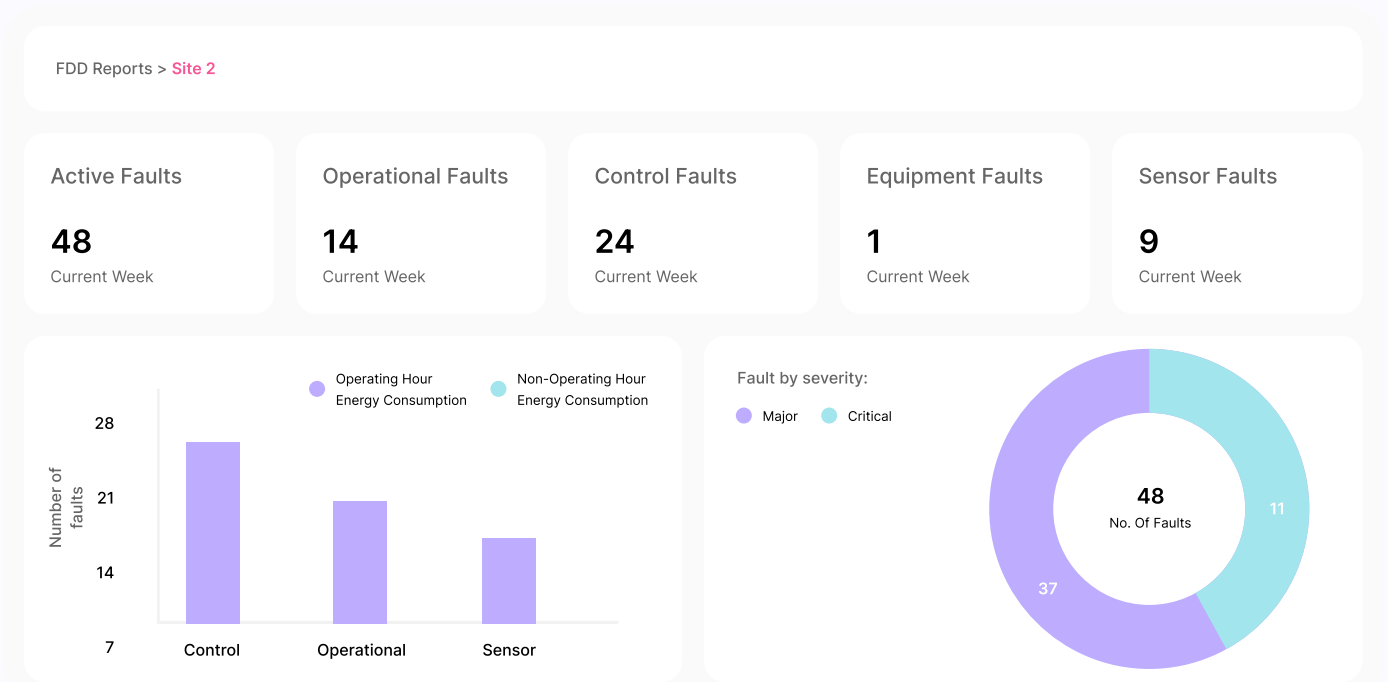 FDD Reports > Site 2
Active Faults
48
Current Week
Operational Faults
14
Current Week
Control Faults
24
Current Week
Equipment Faults
1
Current Week
Sensor Faults
9
Current Week
Operating Hour
Energy Consumption
Non-Operating Hour
Energy Consumption
Number of
faults
28
21
14
7
Control
Operational
Sensor
Fault by severity:
Major
Critical
48
No. Of Faults
11
37